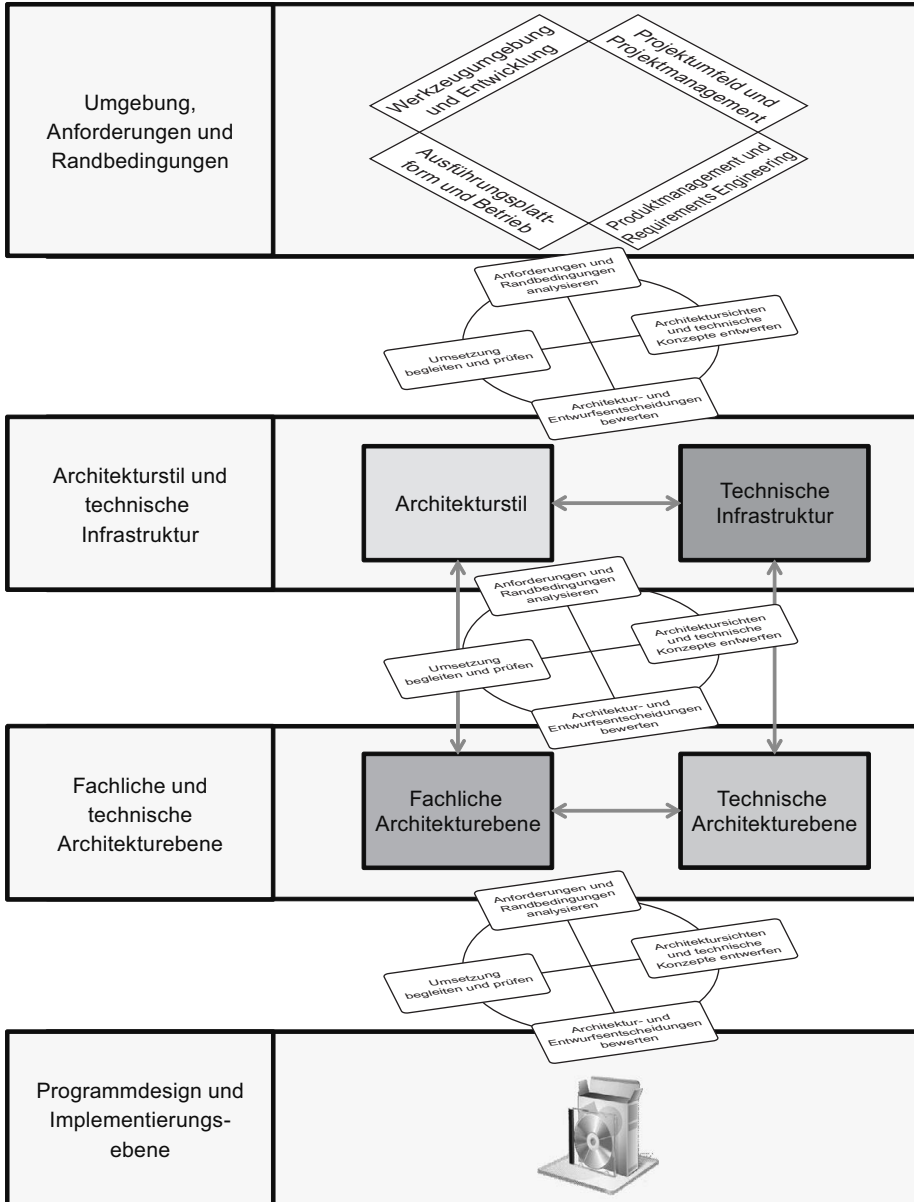 Umgebung,
Anforderungen und
Randbedingungen
Werkzeugumgebung
und Entwicklung
Projektumfeld und
Projektmanagement
Ausführungsplatt-
form und Betrieb
Produktmanagement und
Requirements Engineering
Anforderungen und
Randbedingungen
analysieren
Architektursichten
und technische
Konzepte entwerfen
Umsetzung
begleiten und prüfen
Architektur- und
Entwurfsentscheidungen
bewerten
Architekturstil und
technische
Infrastruktur
Architekturstil
Technische
Infrastruktur
Anforderungen und
Randbedingungen
analysieren
Architektursichten
und technische
Konzepte entwerfen
Umsetzung
begleiten und prüfen
Architektur- und
Entwurfsentscheidungen
bewerten
Fachliche und
technische
Architekturebene
Fachliche
Architekturebene
Technische
Architekturebene
Anforderungen und
Randbedingungen
analysieren
Architektursichten
und technische
Konzepte entwerfen
Umsetzung
begleiten und prüfen
Architektur- und
Entwurfsentscheidungen
bewerten
Programmdesign und
Implementierungs-
ebene